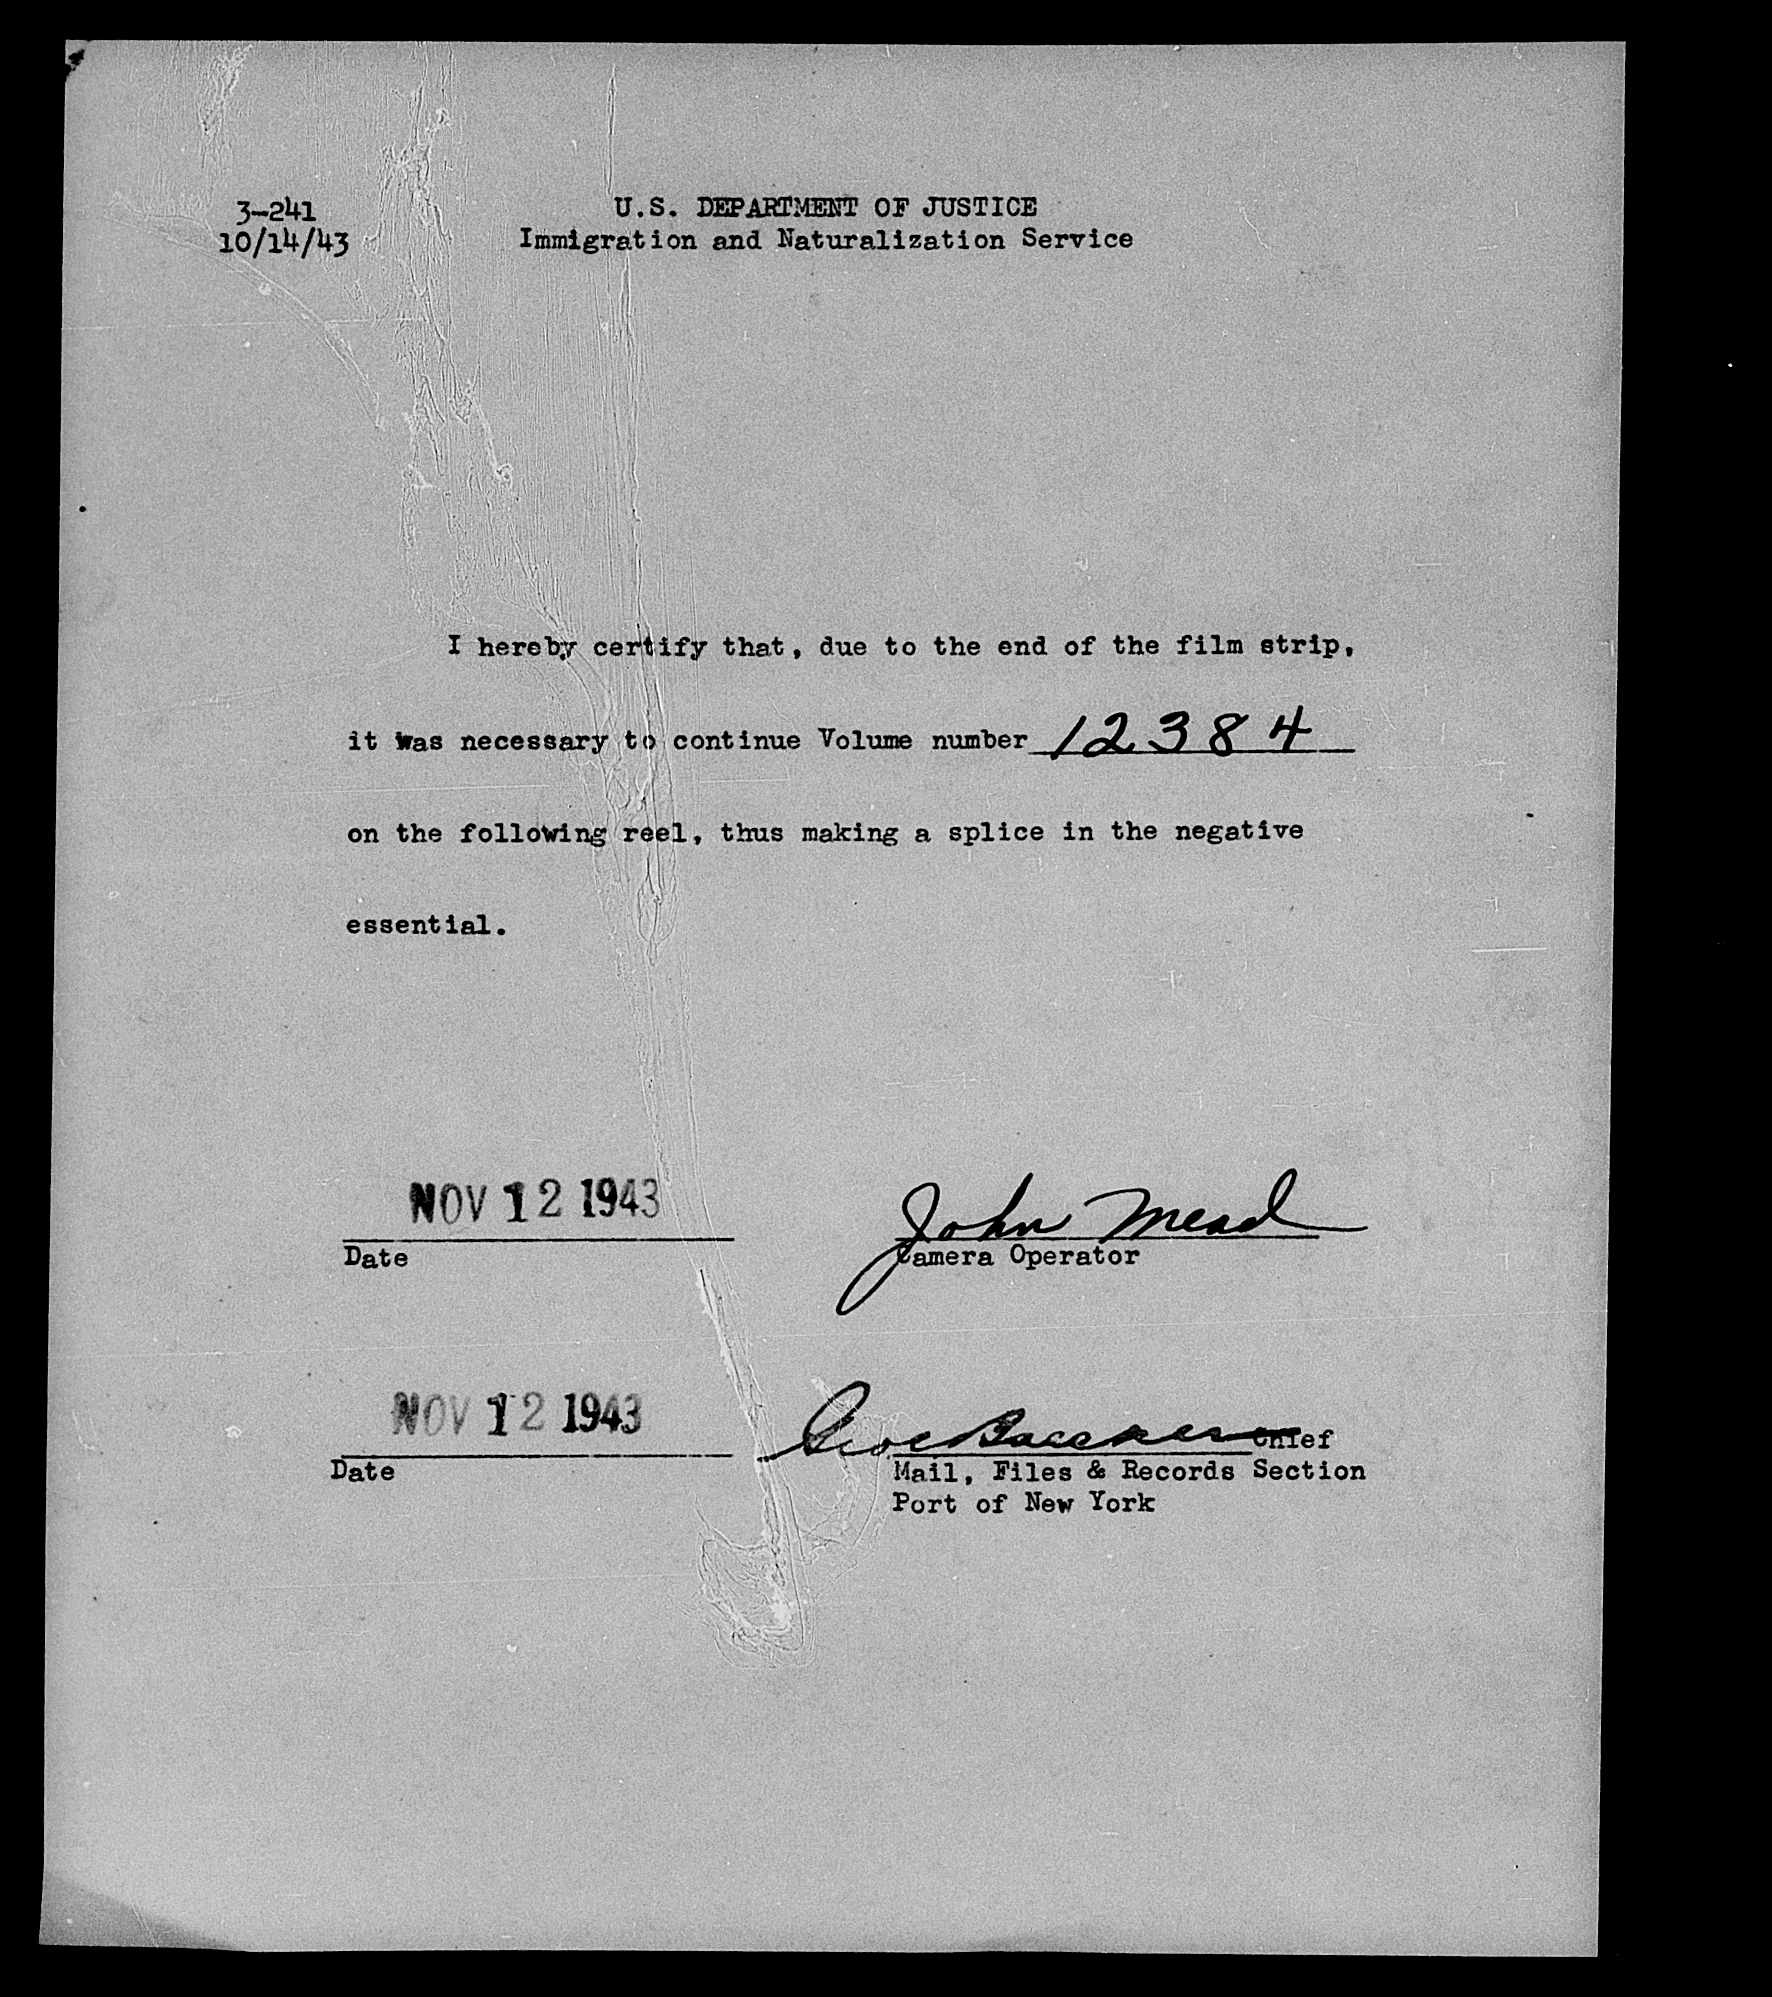 3-241
10/14/43
U.S. DEPARTMENT OF JUSTICE
Immigration and Naturalization Service
I hereby certify that, due to the end of the film strip,
it was necessary to continue Volume number 12384
on the following reel, thus making a splice in the negative
essential.
NOV 12 1943
Date
John Mead
Camera Operator
NOV 12 1943
Date
Chief
Mail, Files & Records Section
Port of New York